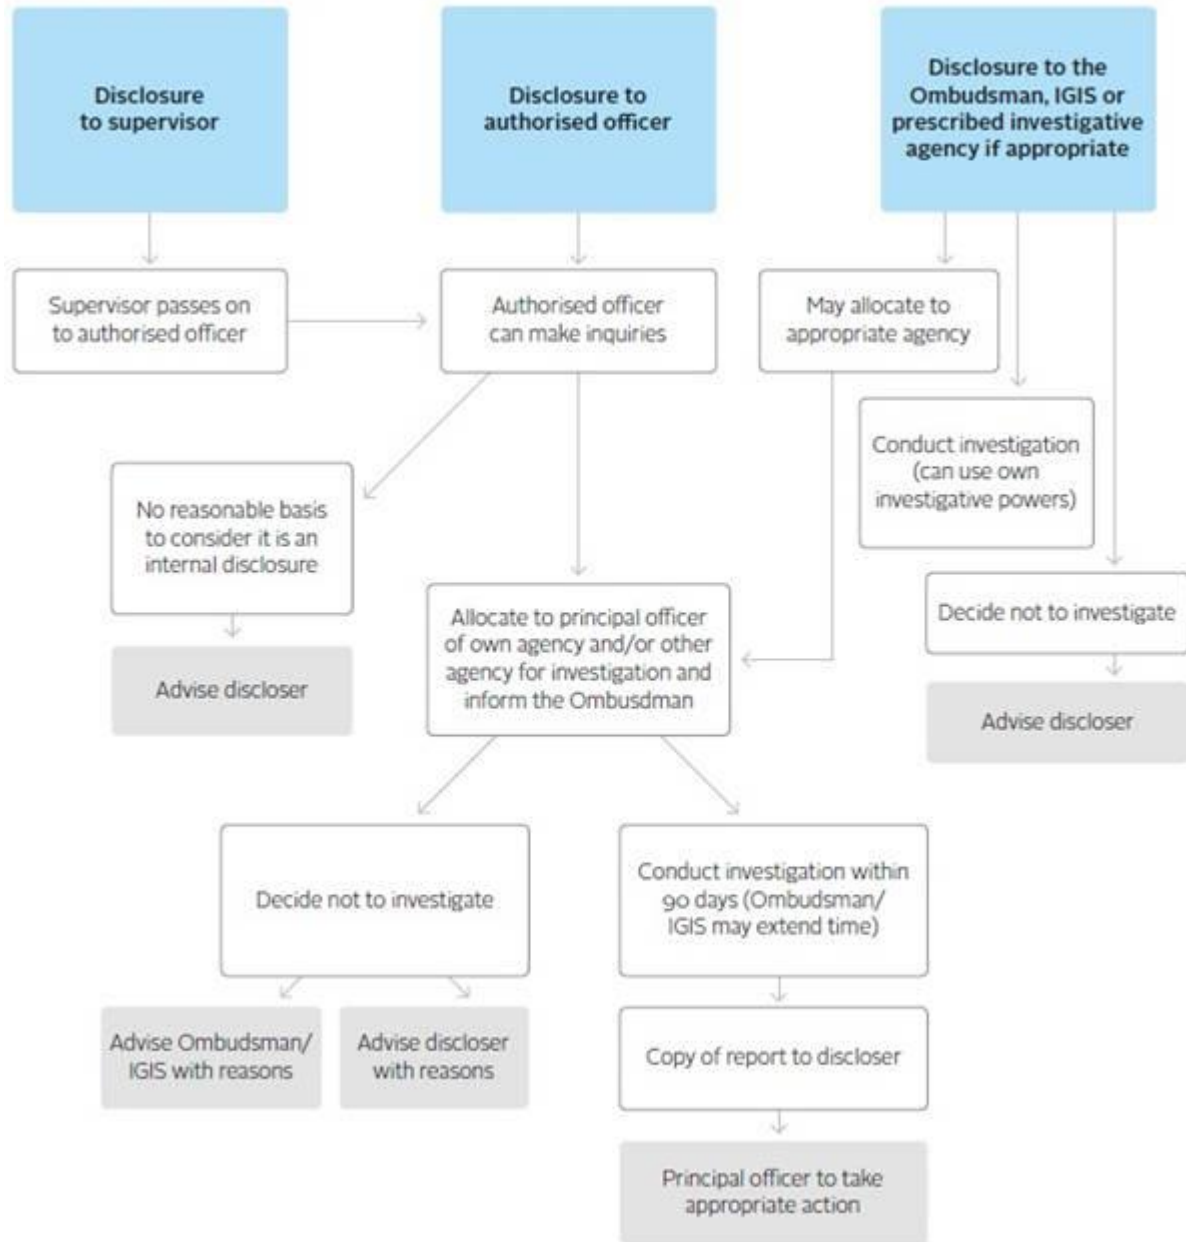 Disclosure
to supervisor
Disclosure to
authorised officer
Disclosure to the
Ombudsman, IGIS or
prescribed investigative
agency if appropriate
Supervisor passes on
to authorised officer
Authorised officer
can make inquiries
May allocate to
appropriate agency
Conduct investigation
(can use own
investigative powers)
No reasonable basis
to consider it is an
internal disclosure
Allocate to principal officer
of own agency and/or other
agency for investigation and
inform the Ombusdman
Decide not to investigate
Advise discloser
Advise discloser
Decide not to investigate
Conduct investigation within
90 days (Ombudsman/
IGIS may extend time)
Advise Ombudsman/
IGIS with reasons
Advise discloser
with reasons
Copy of report to discloser
Principal officer to take
appropriate action